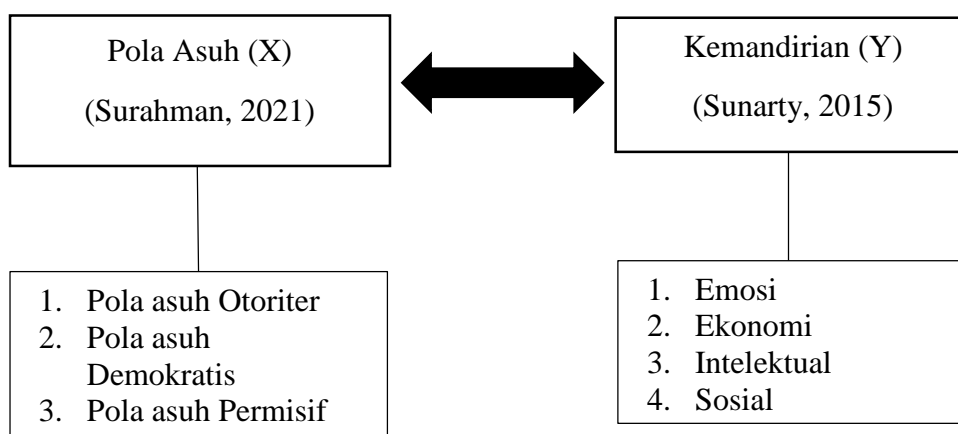 Pola Asuh (X)
(Surahman, 2021)
Kemandirian (Y)
(Sunarty, 2015)
1. Pola asuh Otoriter
2. Pola asuh
Demokratis
3. Pola asuh Permisif
1. Emosi
2. Ekonomi
3. Intelektual
4. Sosial